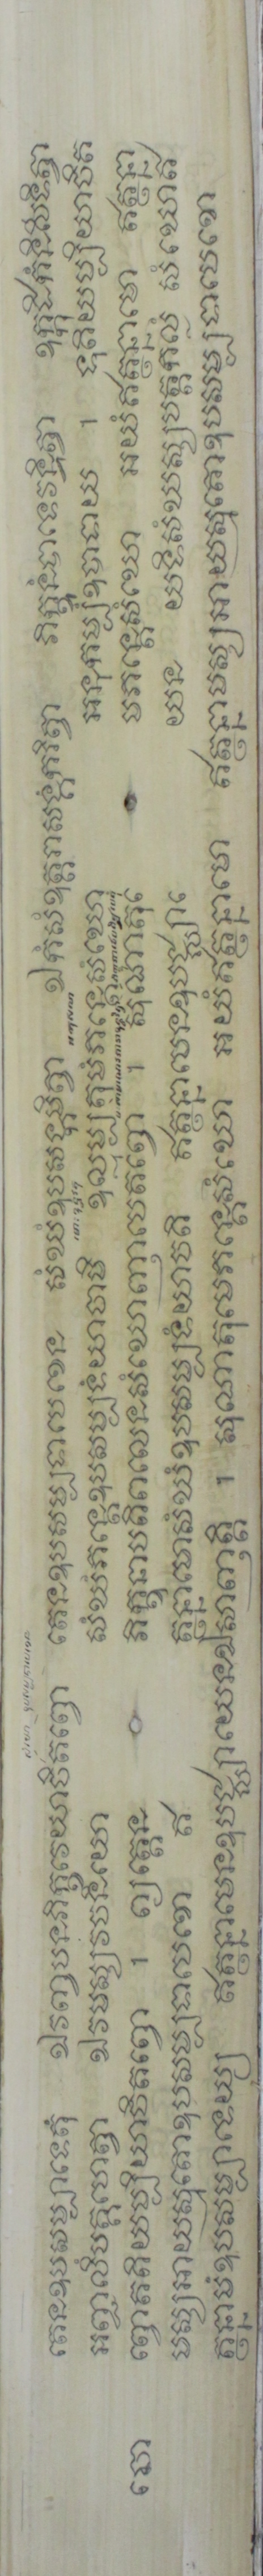 តេនឧបសម្បាទេតុំ ឯវញ្ចបនភិក្ខវេយាចិតព្វោ តេនឧបសម្បទាបេខេន សំឃំឧបសង្កមិត្វា ឯកំសំឧត្តរាសង្គំករិត្វា ភិក្ខូនំបាទេវន្ទិត្វា ឧក្កុដិកំនិសីទិត្វា
អញ្ជលឹបគ្គហេត្វា ឯវមស្សវចនីយោ សំឃំភន្តេឧបសម្បទំយាចាមិ ឧល្លុម្បតុមំភន្តេសំឃោ អនុកម្បំឧបាទាយ ។ ទុតិយម្បិយាចិត
ព្វោតតិយម្បិយាចិតព្វោ ។ ព្យត្តេន ភិក្ខុនាបដិពលេនសំឃោញាបេតព្វោ ។ សុណាតុ មេភន្តេសំឃោ អយំឥត្ថន្នាមោ ឥត្ថន្នា
មស្សអាយស្មតោឧបសម្បទាបេខោ ឥ ត្ថន្នាមោសំឃំឧបសម្បទំយាចតិ ឥត្ថន្នាមេនឧបជ្ឈា យេន យទិសំឃស្សបត្តកល្លំ សំឃោឥ
ត្ថន្នាមំឧបសម្បាទេយ្យ ឥត្ថន្នាមេនឧបជ្ឈាយេនឯសាញត្តិ ។ សុណាតុមេភន្តេសំឃោ អយំឥត្ថន្នាមោ ឥត្ថន្នាមស្សអាយស្មតោឧបសម្បទាបេខោ